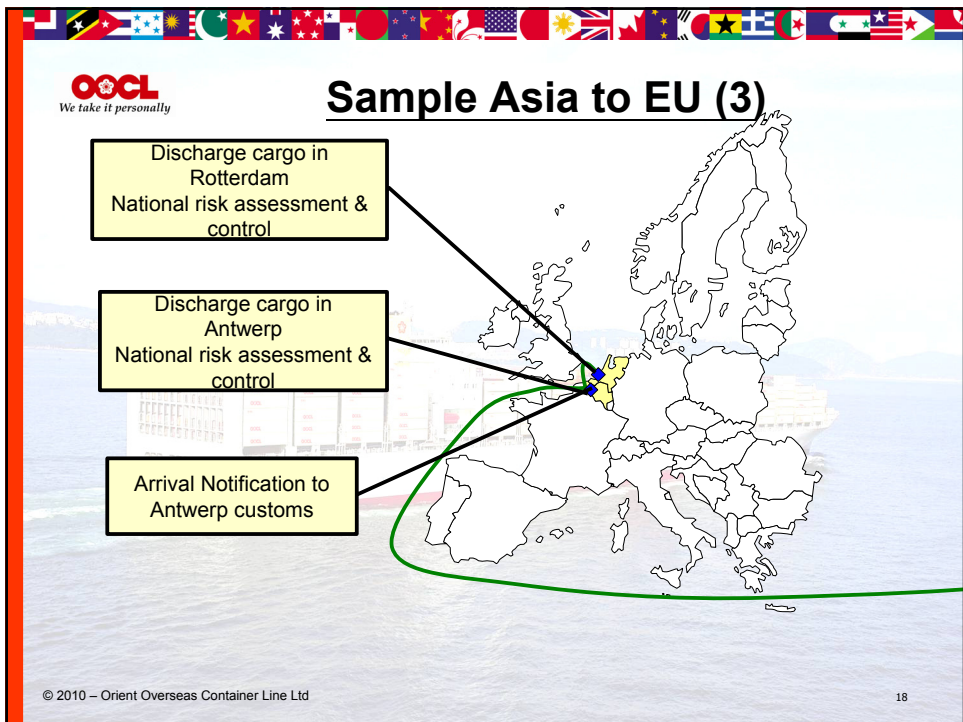 OOCL
We take it personally
Sample Asia to EU (3)
Discharge cargo in
Rotterdam
National risk assessment &
control
Discharge cargo in
Antwerp
National risk assessment &
control
Arrival Notification to
Antwerp customs
© 2010 – Orient Overseas Container Line Ltd
18